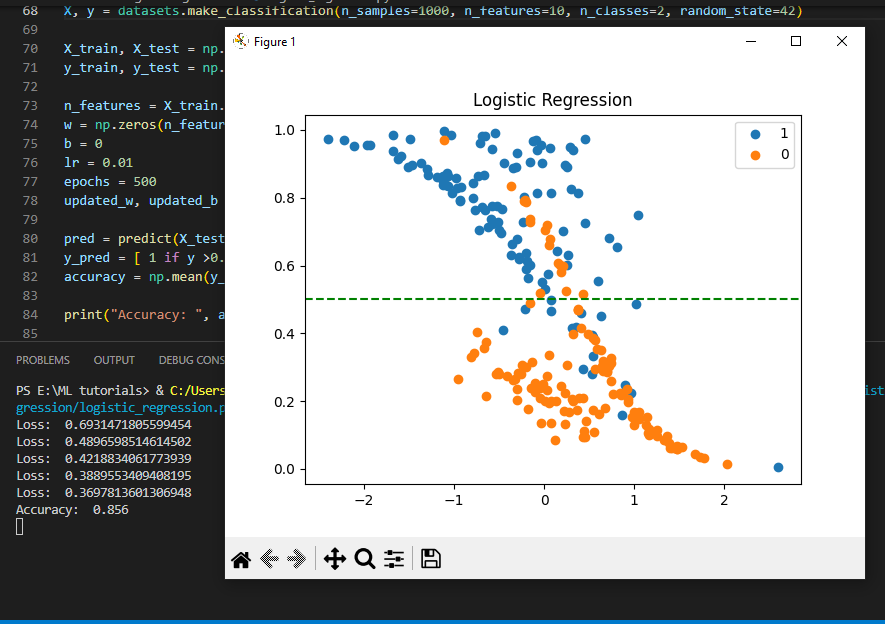 68 X, y = datasets.make_classification(n_samples=1000, n_features=10, n_classes=2, random_state=42)
69
70 X_train, X_test = np.
71 y_train, y_test = np.
72
73 n_features = X_train.
74 w = np.zeros(n_featur
75 b = 0
76 lr = 0.01
77 epochs = 500
78 updated_w, updated_b
79
80 pred = predict(X_test
81 y_pred = [ 1 if y >0.
82 accuracy = np.mean(y_
83
84 print("Accuracy: ", a
85
PROBLEMS OUTPUT DEBUG CONS
PS E:\ML tutorials> & C:/Users
gression/logistic_regression.p
Loss: 0.6931471805599454
Loss: 0.4896598514614502
Loss: 0.4218834061773939
Loss: 0.3889553409408195
Loss: 0.3697813601306948
Accuracy: 0.856
Figure 1
Logistic Regression
1
0
1.0
0.8
0.6
0.4
0.2
0.0
−2 −1 0 1 2
ist